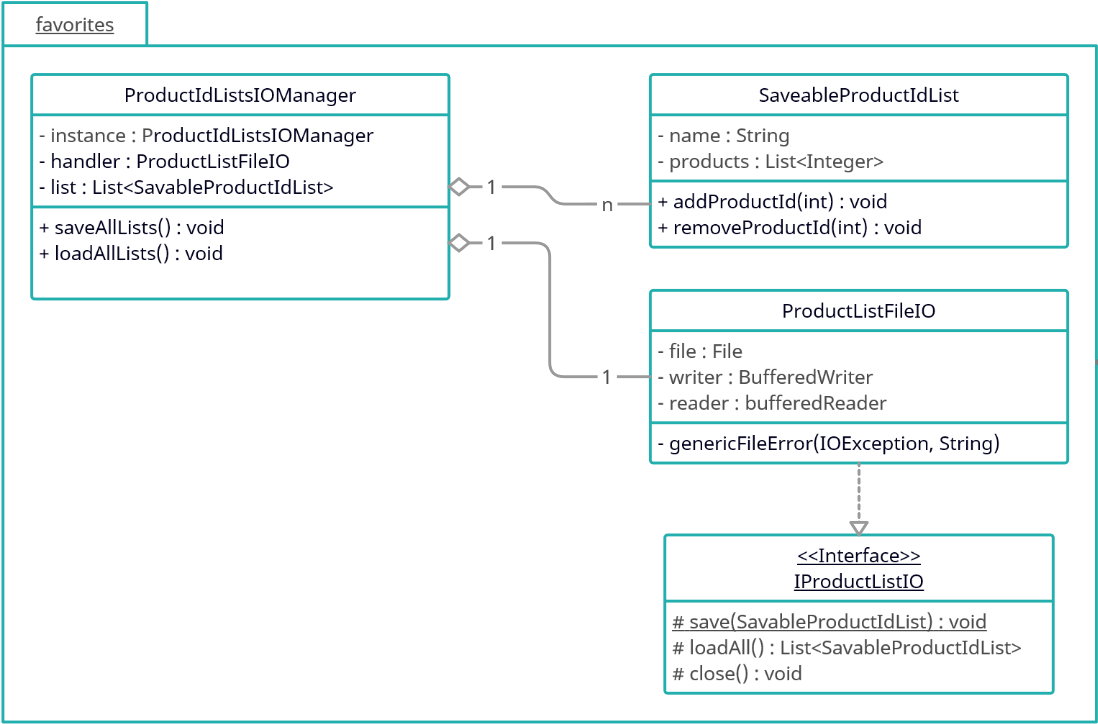 favorites
ProductIdListsIOManager
- instance : ProductIdListsIOManager
- handler : ProductListFileIO
- list : List<SavableProductIdList>
+ saveAllLists() : void
+ loadAllLists() : void
1
n
1
1
SaveableProductIdList
- name : String
- products : List<Integer>
+ addProductId(int) : void
+ removeProductId(int) : void
ProductListFileIO
- file : File
- writer : BufferedWriter
- reader : bufferedReader
- genericFileError(IOException, String)
<<Interface>>
IProductListIO
# save(SavableProductIdList) : void
# loadAll() : List<SavableProductIdList>
# close() : void